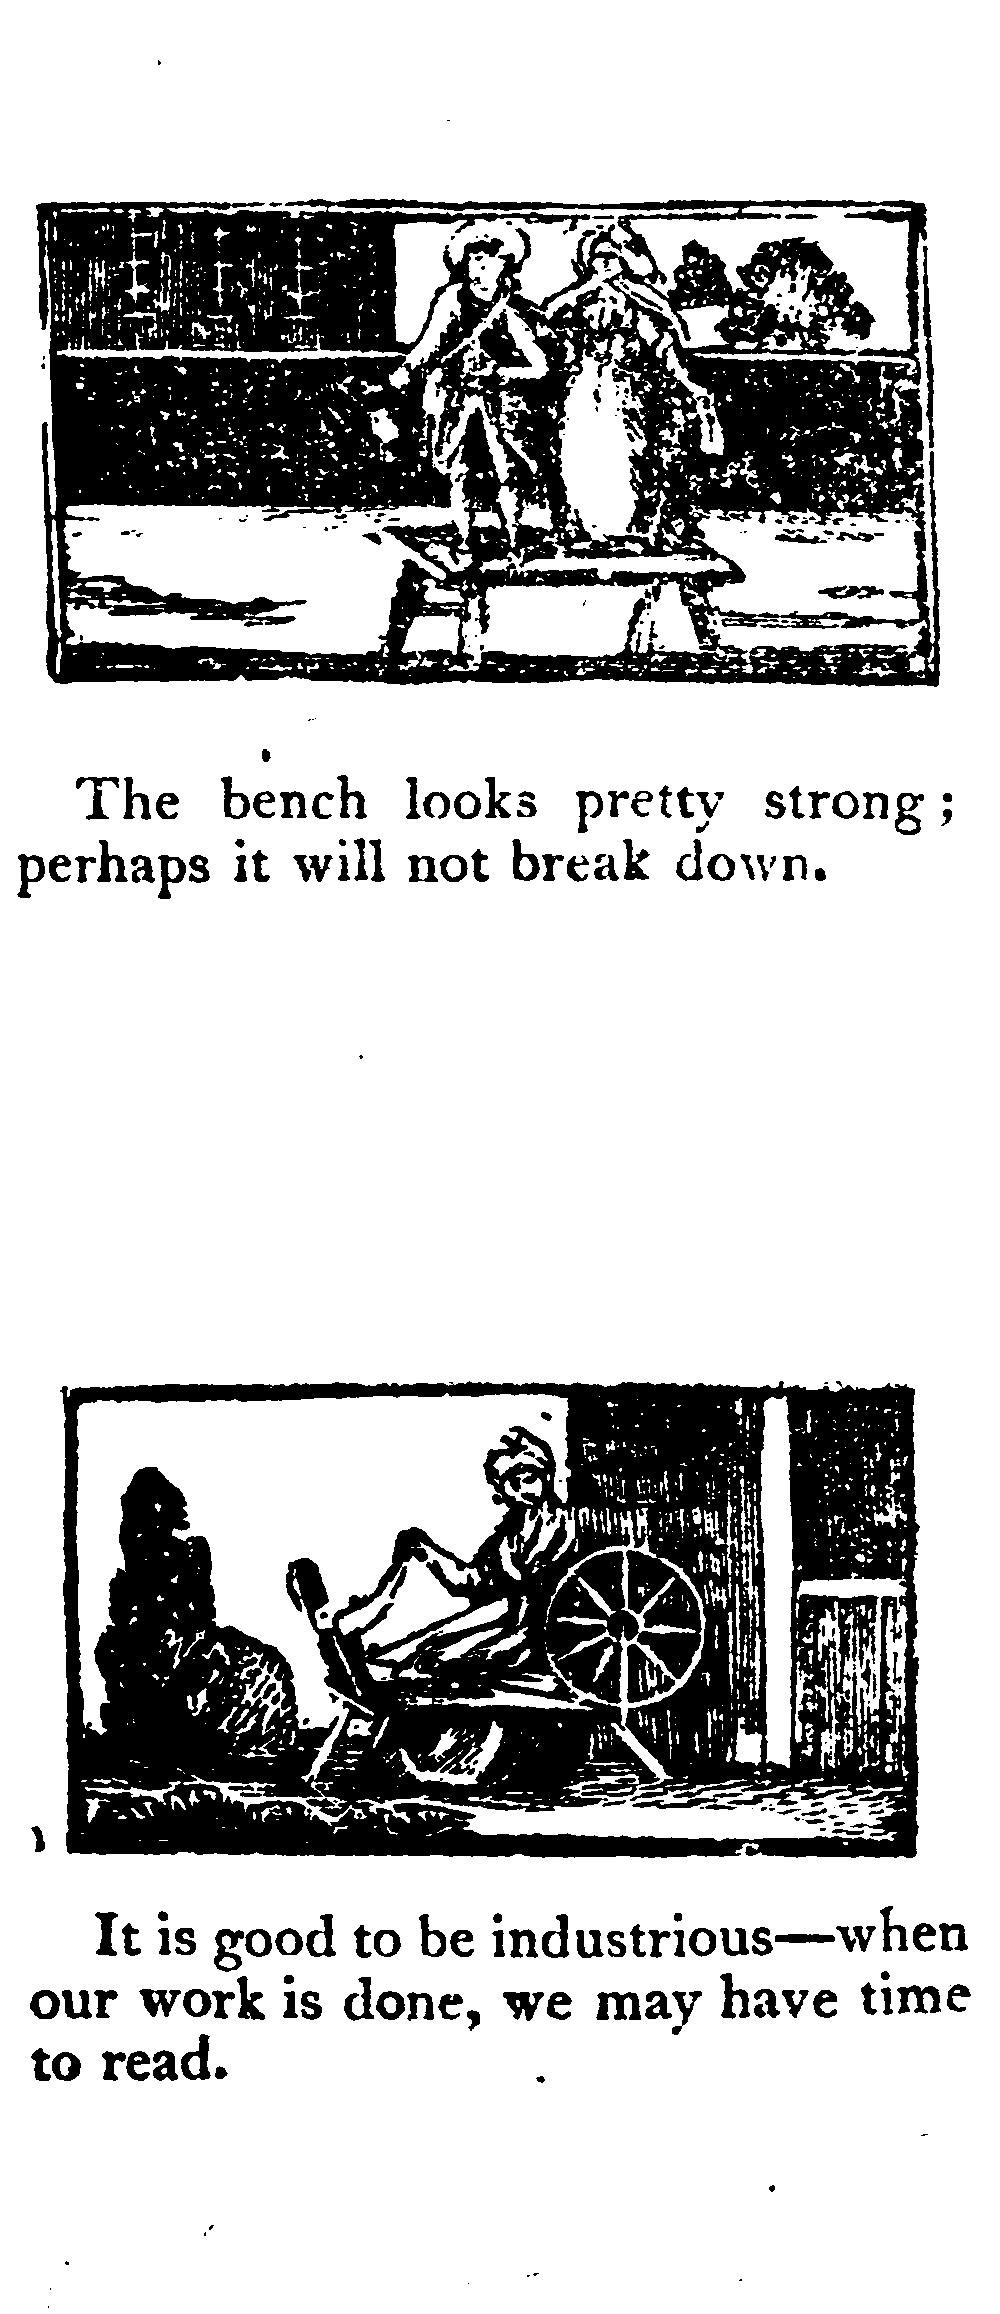 The bench looks pretty strong;
perhaps it will not break down.
It is good to be industrious—when
our work is done, we may have time
to read.